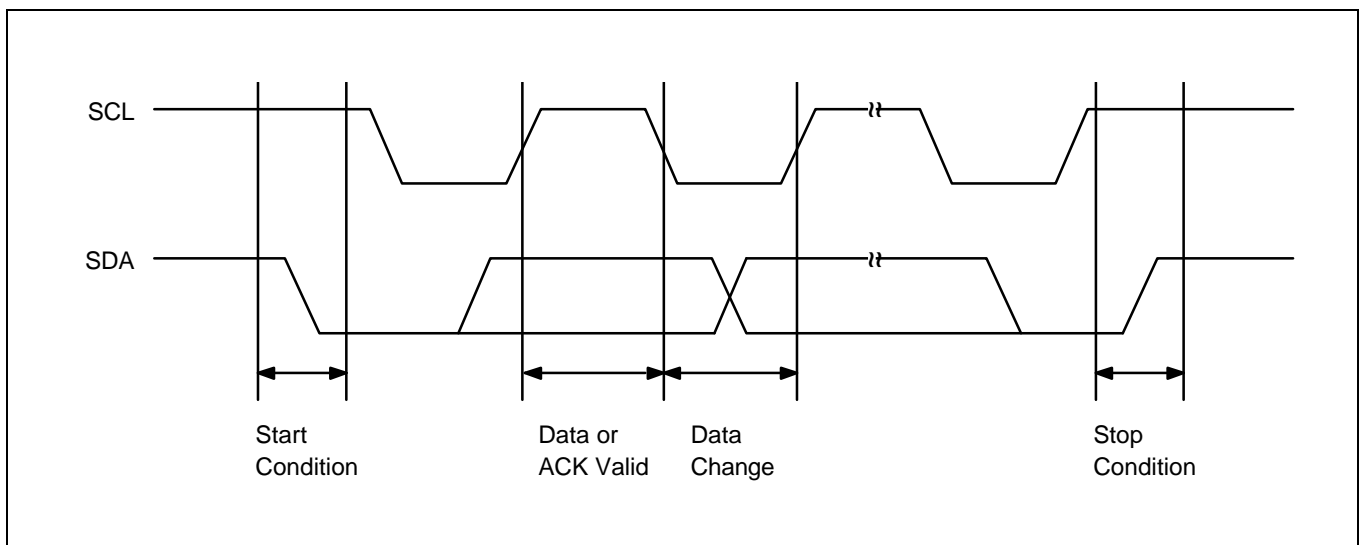 SCL
SDA
Start
Condition
Data or
ACK Valid
Data
Change
Stop
Condition